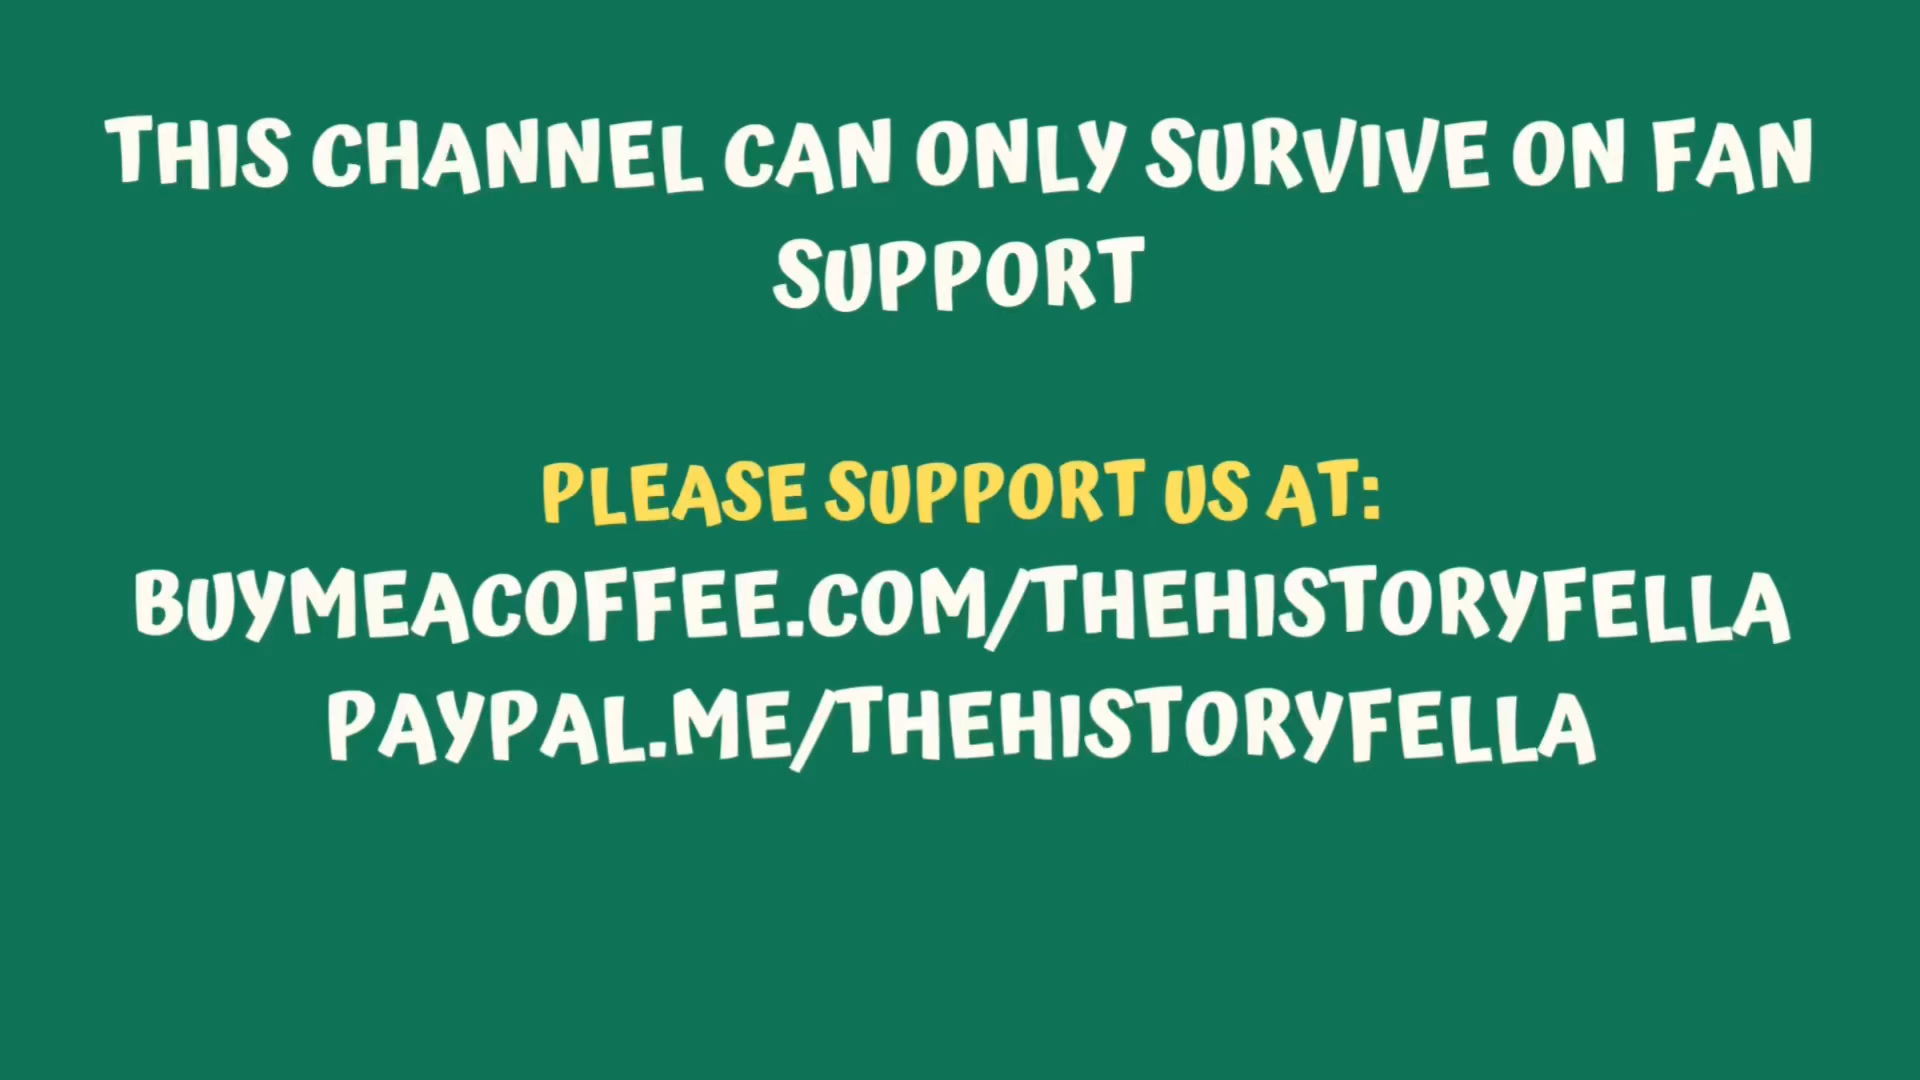 THIS CHANNEL CAN ONLY SURVIVE ON FAN
SUPPORT
PLEASE SUPPORT US AT:
BUYMEACOFFEE.COM/THEHISTORYFELLA
PAYPAL.ME/THEHISTORYFELLA